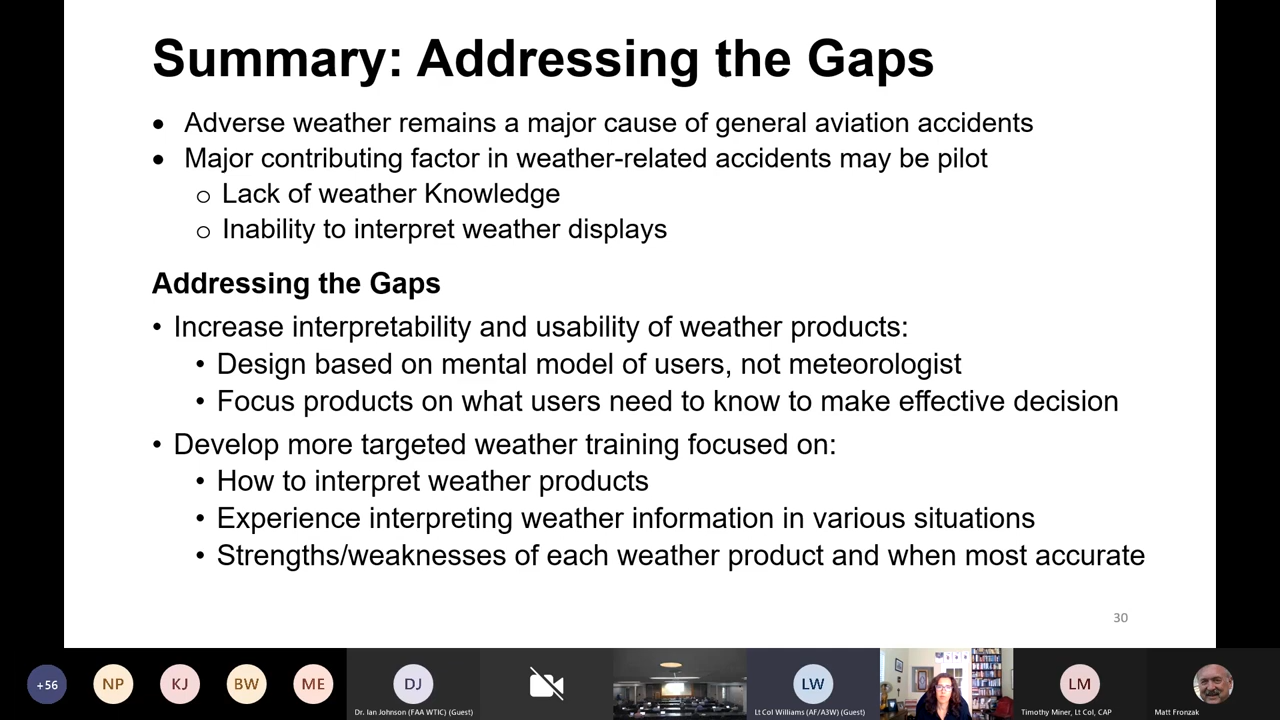 Summary: Addressing the Gaps
• Adverse weather remains a major cause of general aviation accidents
• Major contributing factor in weather-related accidents may be pilot
o Lack of weather Knowledge
o Inability to interpret weather displays
Addressing the Gaps
• Increase interpretability and usability of weather products:
• Design based on mental model of users, not meteorologist
• Focus products on what users need to know to make effective decision
• Develop more targeted weather training focused on:
• How to interpret weather products
• Experience interpreting weather information in various situations
• Strengths/weaknesses of each weather product and when most accurate
30
+56 NP KJ BW ME DJ LW LM
Dr. Ian Johnson (FAA WTIC) (Guest) Lt Col Williams (AF/A3W) (Guest) Timothy Miner, Lt Col, CAP Matt Fronzak